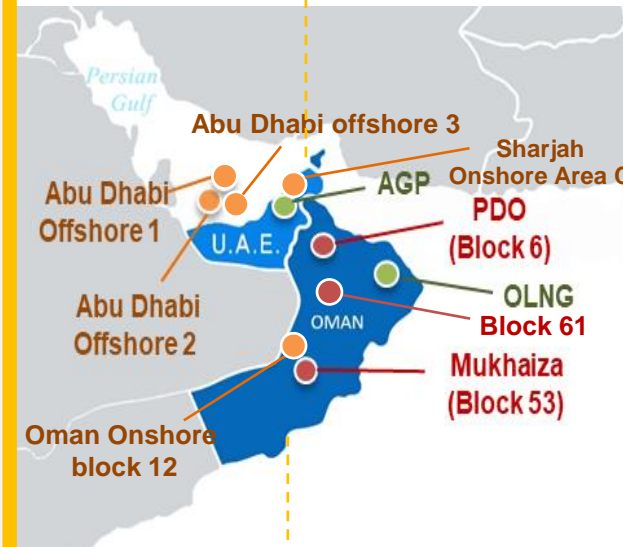 Persian
Gulf
Abu Dhabi offshore 3
Sharjah
Onshore Area C
AGP
Abu Dhabi
Offshore 1
PDO
(Block 6)
U.A.E.
OLNG
Abu Dhabi
Offshore 2
OMAN
Block 61
Mukhaiza
(Block 53)
Oman Onshore
block 12